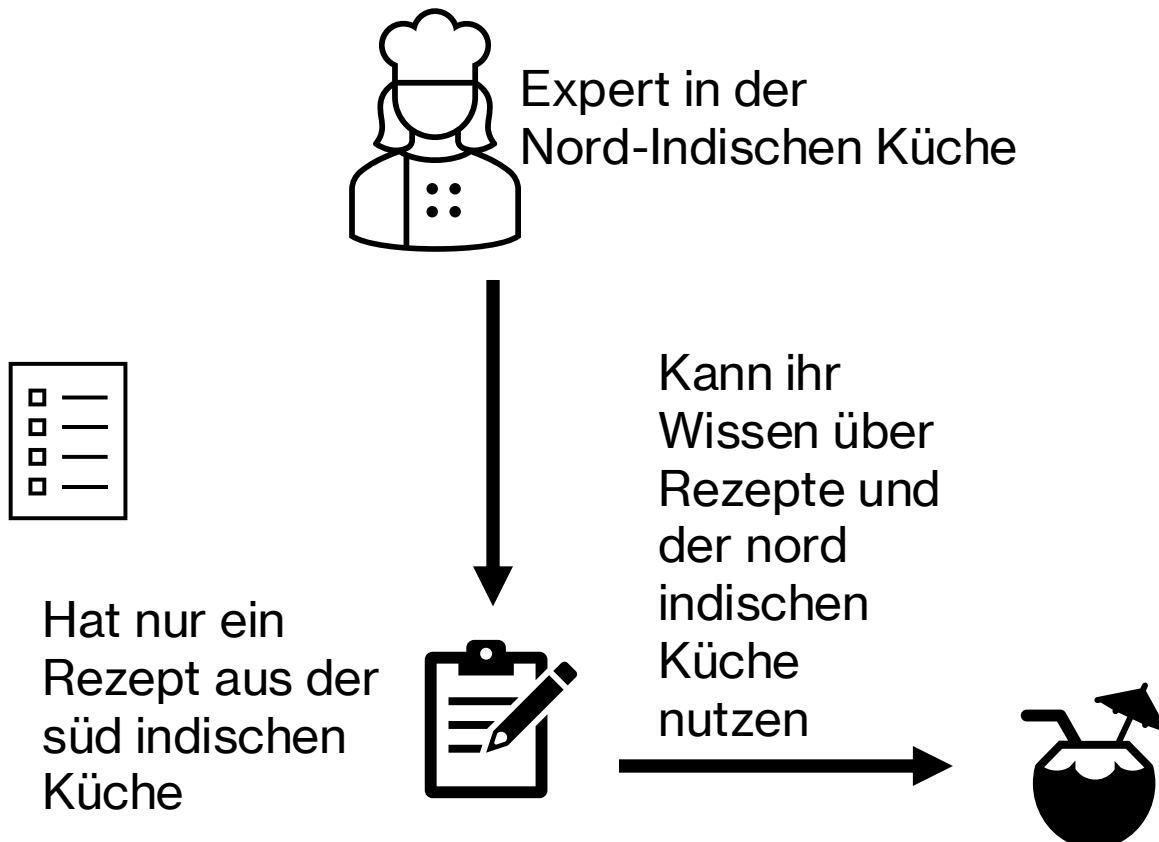 Expert in der
Nord-Indischen Küche
Kann ihr
Wissen über
Rezepte und
der nord
indischen
Küche
nutzen
Hat nur ein
Rezept aus der
süd indischen
Küche